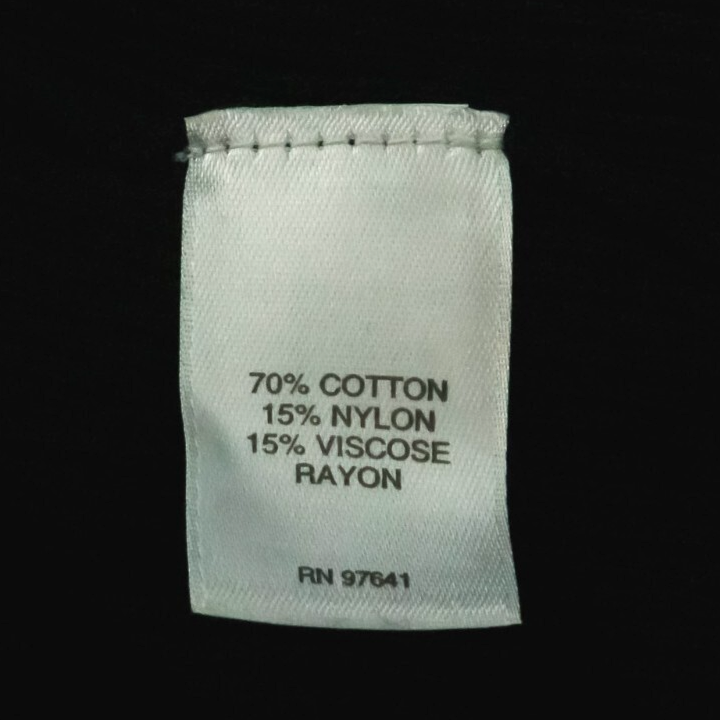 70% COTTON
15% NYLON
15% VISCOSE
RAYON
RN 97641